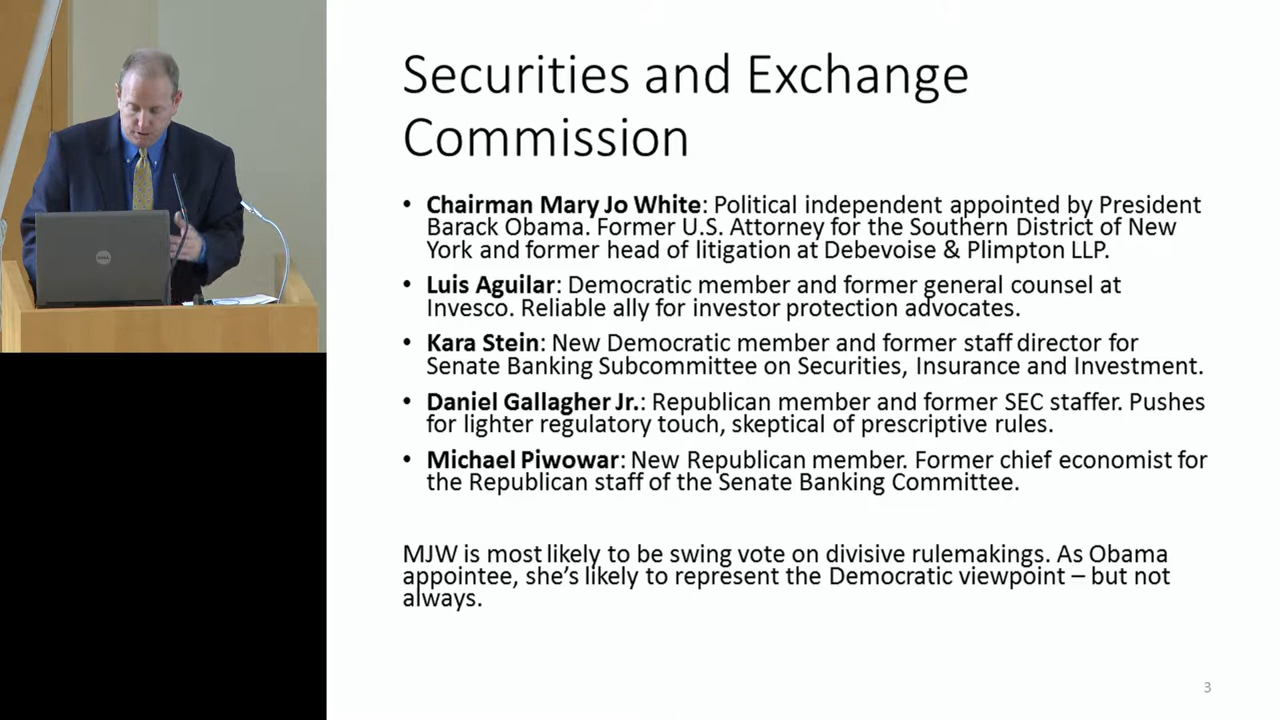 Securities and Exchange
Commission
• Chairman Mary Jo White: Political independent appointed by President
Barack Obama. Former U.S. Attorney for the Southern District of New
York and former head of litigation at Debevoise & Plimpton LLP.
• Luis Aguilar: Democratic member and former general counsel at
Invesco. Reliable ally for investor protection advocates.
• Kara Stein: New Democratic member and former staff director for
Senate Banking Subcommittee on Securities, Insurance and Investment.
• Daniel Gallagher Jr.: Republican member and former SEC staffer. Pushes
for lighter regulatory touch, skeptical of prescriptive rules.
• Michael Piwowar: New Republican member. Former chief economist for
the Republican staff of the Senate Banking Committee.
MJW is most likely to be swing vote on divisive rulemakings. As Obama
appointee, she’s likely to represent the Democratic viewpoint – but not
always.
3
DELL